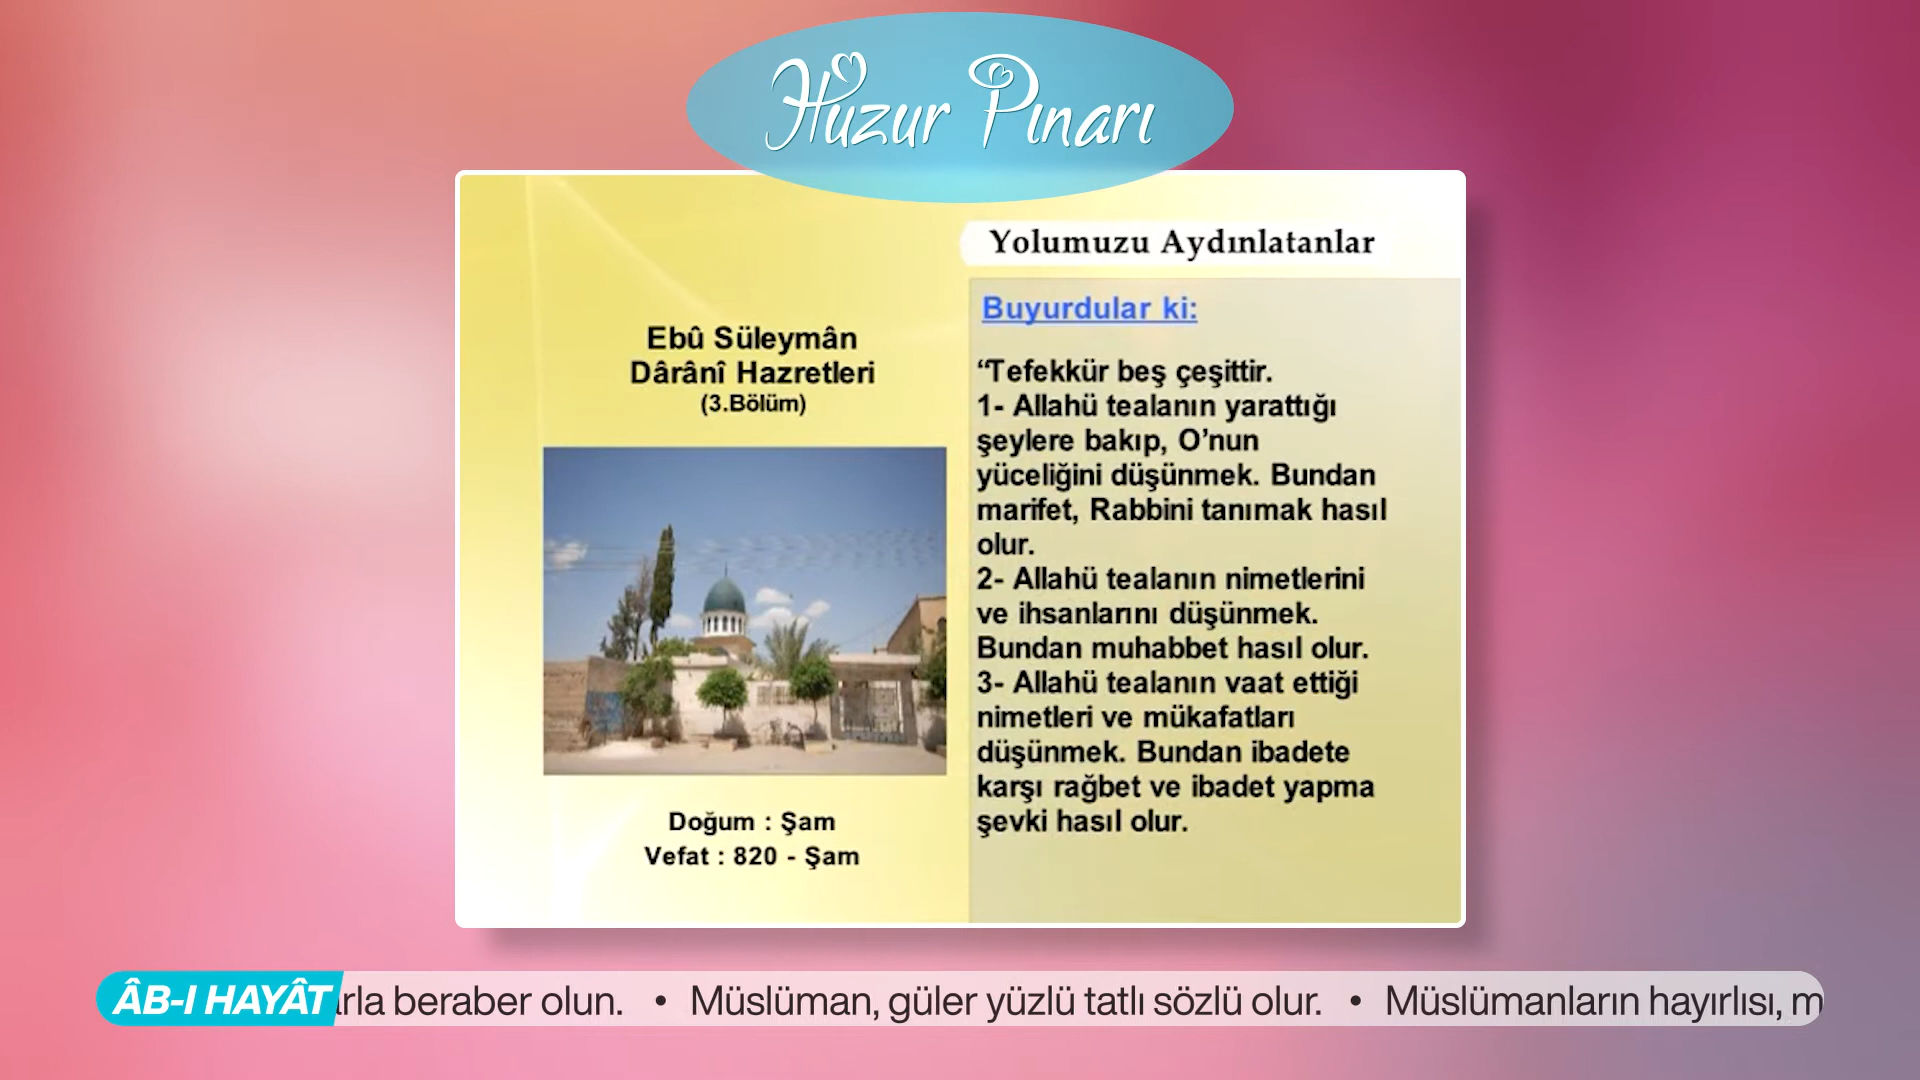 Huzur Pınarı
Yolumuzu Aydınlatanlar
Ebû Süleymân
Dârânî Hazretleri
(3.Bölüm)
Doğum : Şam
Vefat : 820 - Şam
Buyurdular ki:
“Tefekkür beş çeşittir.
1- Allahü tealanın yarattığı
şeylere bakıp, O’nun
yüceliğini düşünmek. Bundan
marifet, Rabbini tanımak hasıl
olur.
2- Allahü tealanın nimetlerini
ve ihsanlarını düşünmek.
Bundan muhabbet hasıl olur.
3- Allahü tealanın vaat ettiği
nimetleri ve mükafatları
düşünmek. Bundan ibadete
karşı rağbet ve ibadet yapma
şevki hasıl olur.
ÂB-I HAYÂT beraber olun. • Müslüman, güler yüzlü tatlı sözlü olur. • Müslümanların hayırlısı,